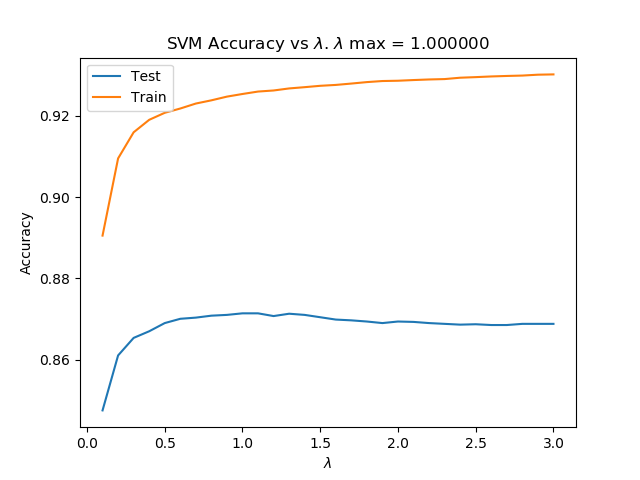 SVM Accuracy vs λ. λ max = 1.000000
Test
Train
Accuracy
0.92
0.90
0.88
0.86
0.0 0.5 1.0 1.5 2.0 2.5 3.0
λ